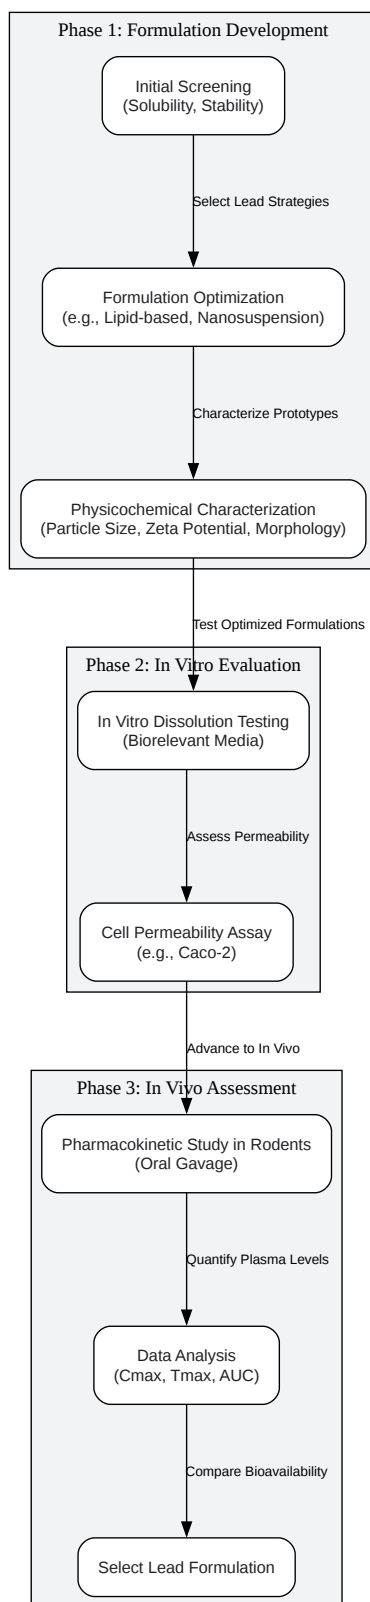 Phase 1: Formulation Development
Initial Screening
(Solubility, Stability)
Select Lead Strategies
Formulation Optimization
(e.g., Lipid-based, Nanosuspension)
Characterize Prototypes
Physicochemical Characterization
(Particle Size, Zeta Potential, Morphology)
Test Optimized Formulations
Phase 2: In Vitro Evaluation
In Vitro Dissolution Testing
(Biorelevant Media)
Assess Permeability
Cell Permeability Assay
(e.g., Caco-2)
Advance to In Vivo
Phase 3: In Vivo Assessment
Pharmacokinetic Study in Rodents
(Oral Gavage)
Quantify Plasma Levels
Data Analysis
(Cmax, Tmax, AUC)
Compare Bioavailability
Select Lead Formulation